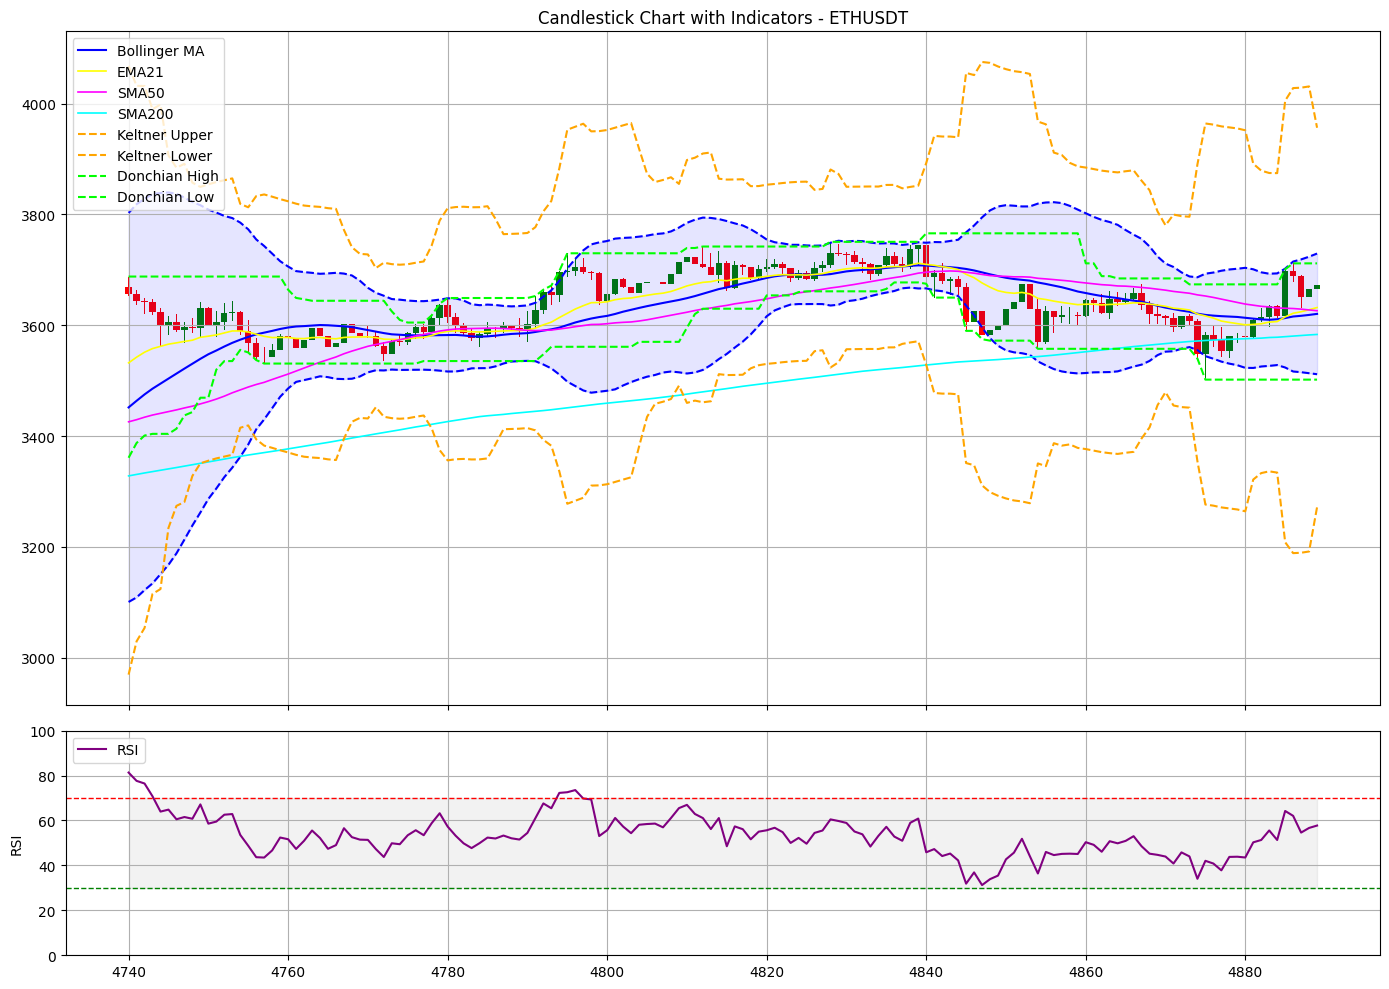 Candlestick Chart with Indicators - ETHUSDT
Bollinger MA
EMA21
SMA50
SMA200
Keltner Upper
Keltner Lower
Donchian High
Donchian Low
4000
3800
3600
3400
3200
3000
RSI
100
80
60
40
20
0
RSI
4740 4760 4780 4800 4820 4840 4860 4880